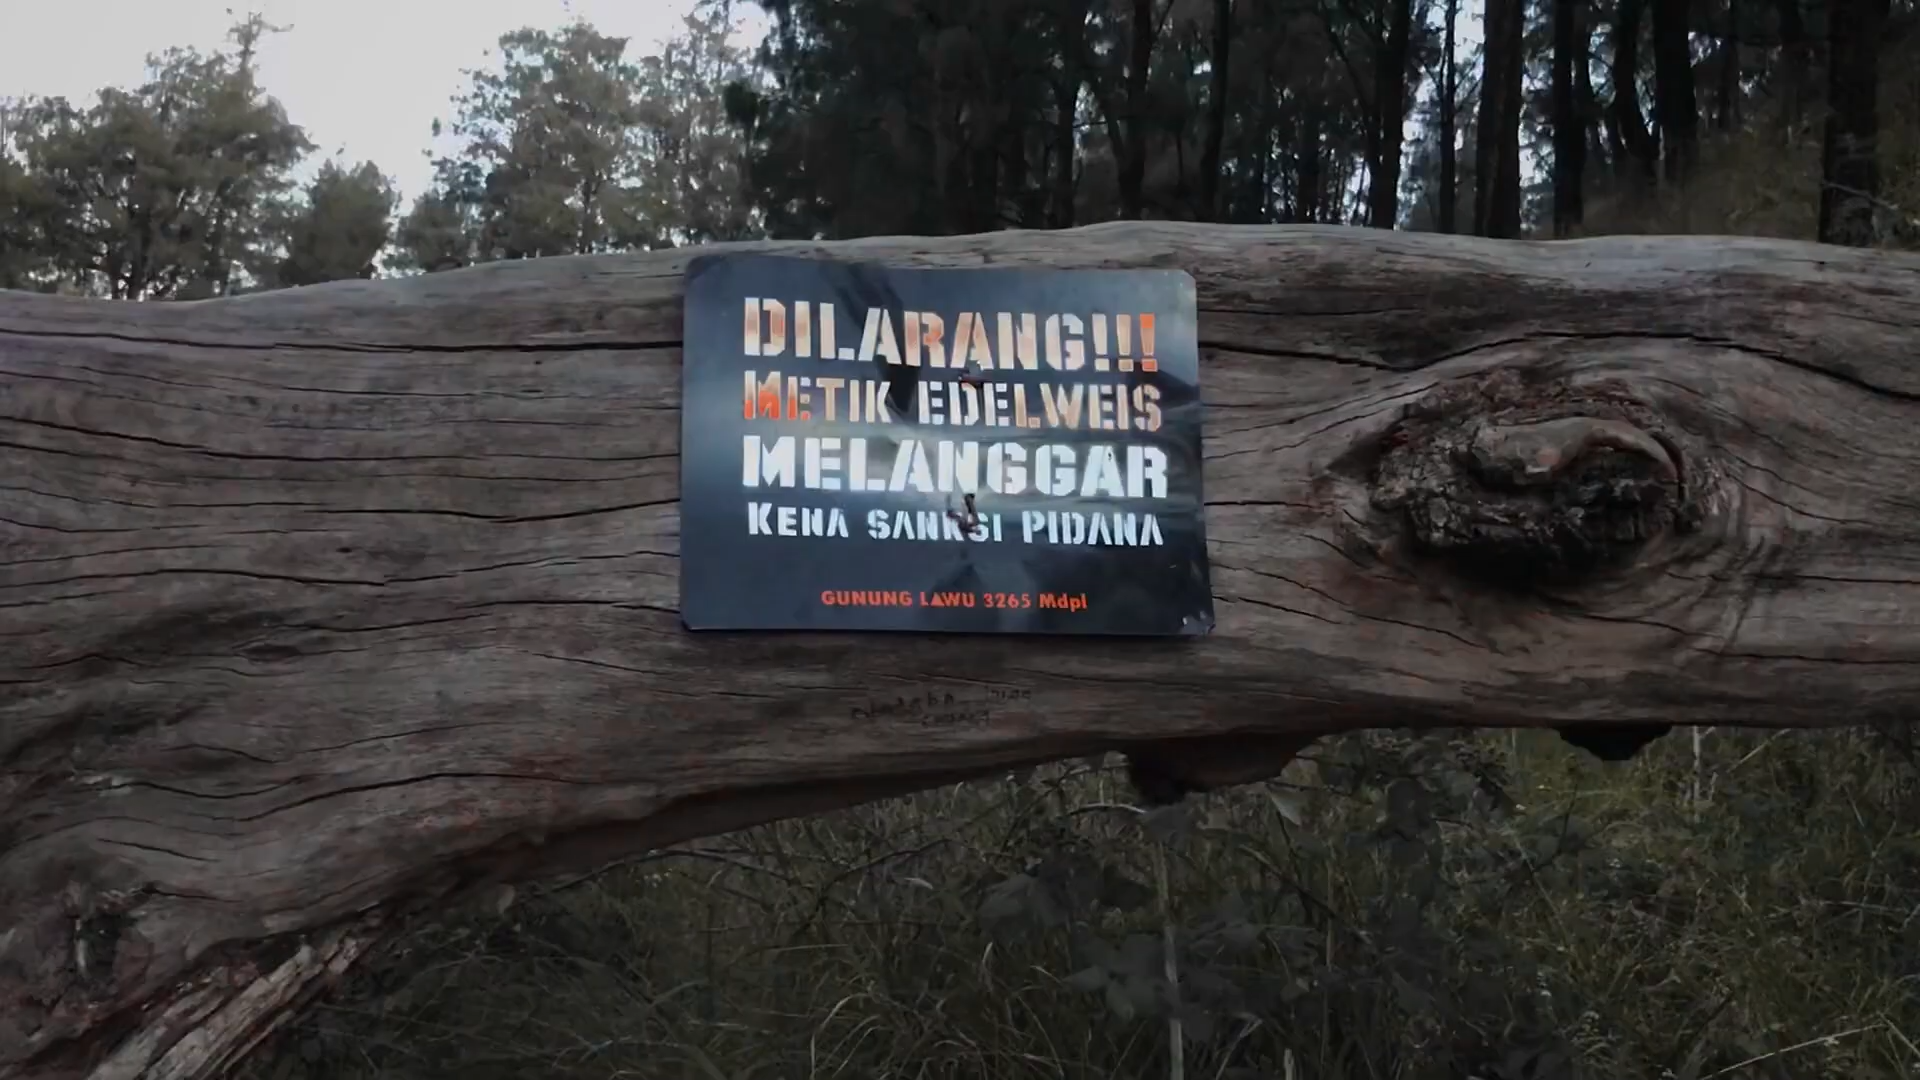 DILARANG!!!
METIK EDELWEIS
MELANGGAR
KENA SANKSI PIDANA
GUNUNG LAWU 3265 Mdpl